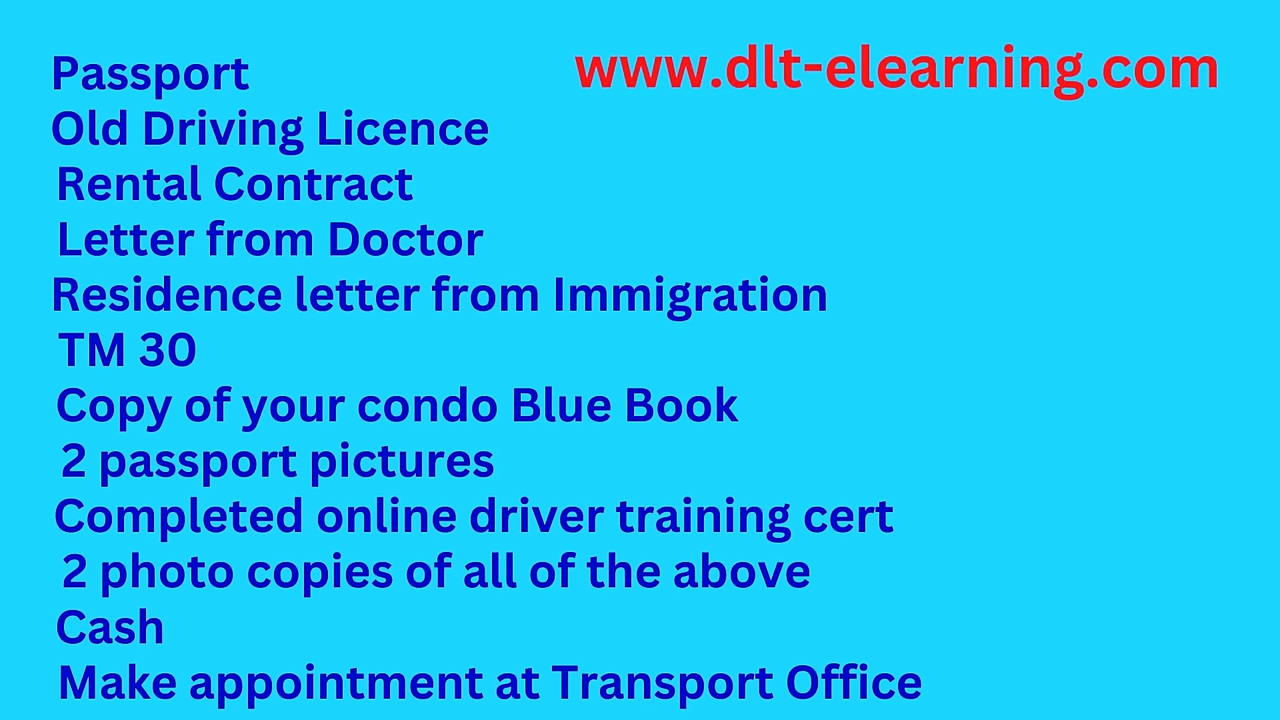 Passport
www.dlt-elearning.com
Old Driving Licence
Rental Contract
Letter from Doctor
Residence letter from Immigration
TM 30
Copy of your condo Blue Book
2 passport pictures
Completed online driver training cert
2 photo copies of all of the above
Cash
Make appointment at Transport Office